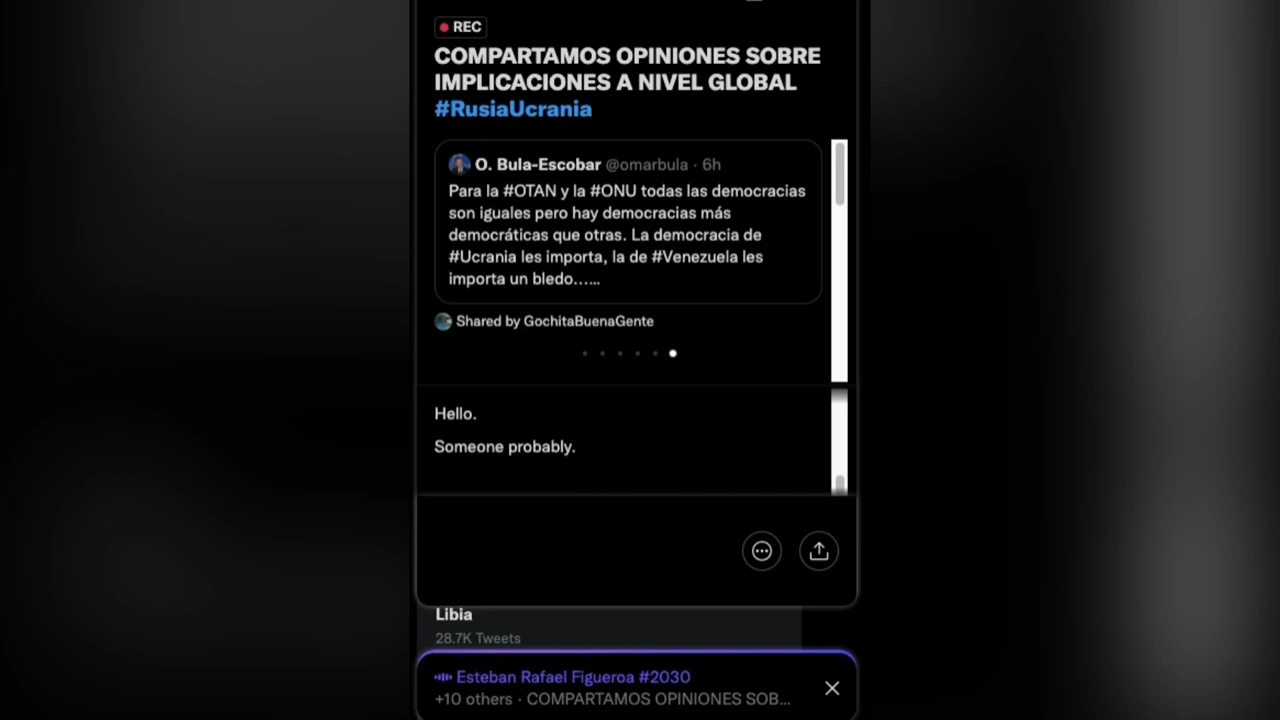 REC
COMPARTAMOS OPINIONES SOBRE
IMPLICACIONES A NIVEL GLOBAL
#RusiaUcrania
O. Bula-Escobar @omarbula · 6h
Para la #OTAN y la #ONU todas las democracias
son iguales pero hay democracias más
democráticas que otras. La democracia de
#Ucrania les importa, la de #Venezuela les
importa un bledo......
Shared by GochitaBuenaGente
Hello.
Someone probably.
Libia
28.7K Tweets
Esteban Rafael Figueroa #2030
+10 others · COMPARTAMOS OPINIONES SOB...